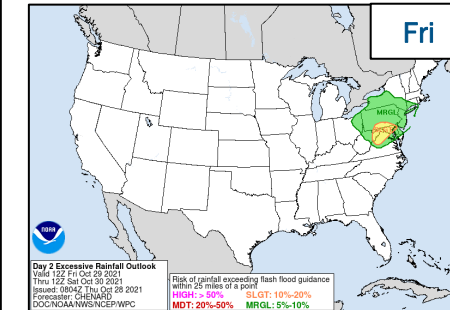 Fri
MRGL
NOAA
Day 2 Excessive Rainfall Outlook
Valid 12Z Fri Oct 29 2021
Thru 12Z Sat Oct 30 2021
Issued: 0804Z Thu Oct 28 2021
Forecaster: CHENARD
DOC/NOAA/NWS/NCEP/WPC
Risk of rainfall exceeding flash flood guidance
within 25 miles of a point
HIGH: > 50% SLGT: 10%-20%
MDT: 20%-50% MRGL: 5%-10%